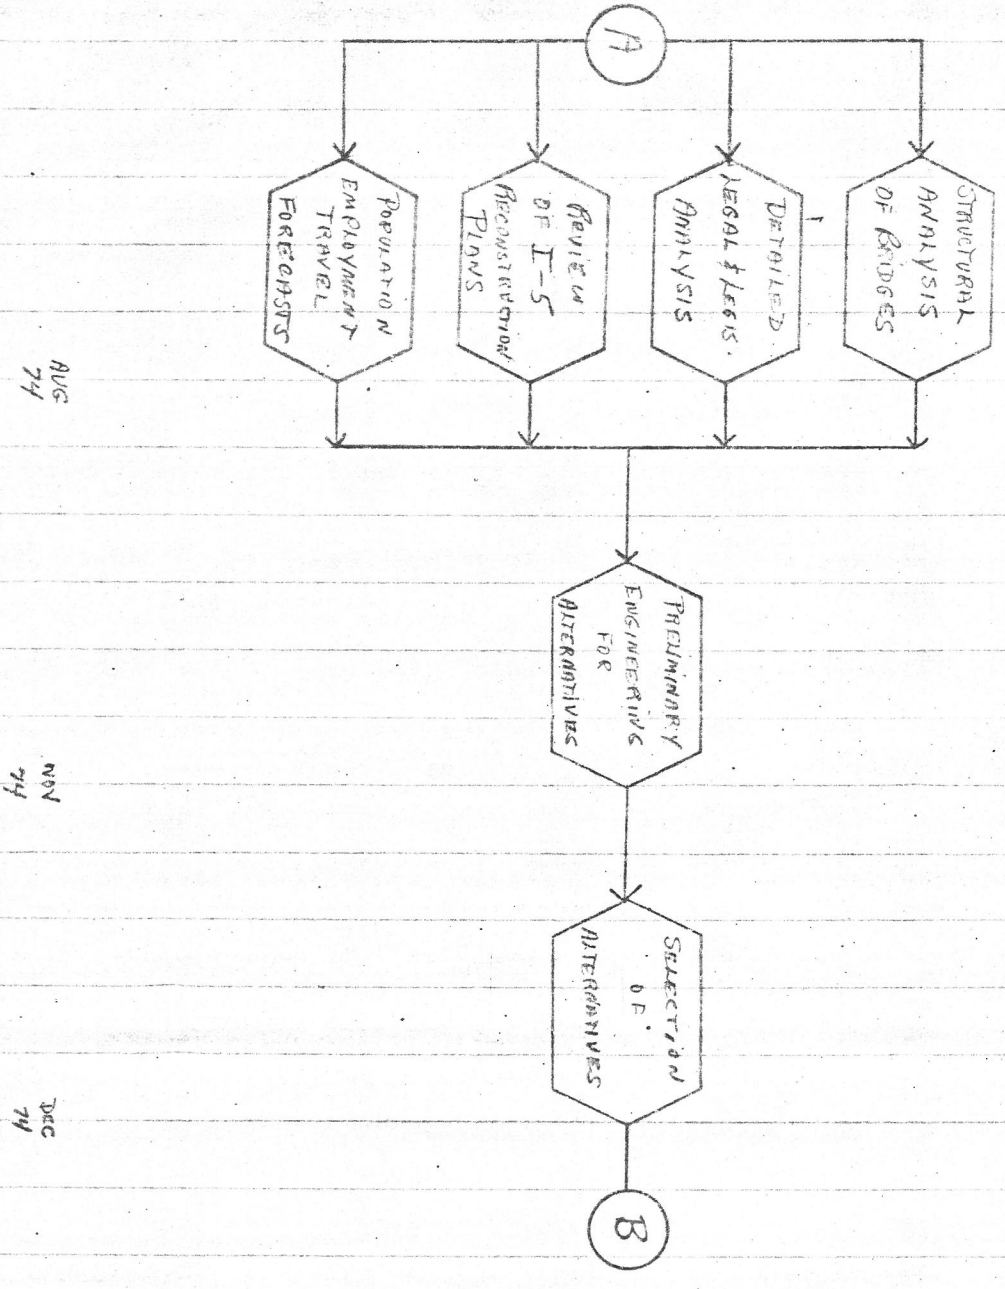 A
STRUCTURAL
ANALYSIS
OF BRIDGES
DETAILED
LEGAL & LEGIS.
ANALYSIS
REVIEW
OF I-5
RECONSTRUCTION
PLANS
POPULATION
EMPLOYMENT
TRAVEL
FORECASTS
PRELIMINARY
ENGINEERING
FOR
ALTERNATIVES
SELECTION
OF
ALTERNATIVES
B
AUG
74
NOV
74
DEC
74